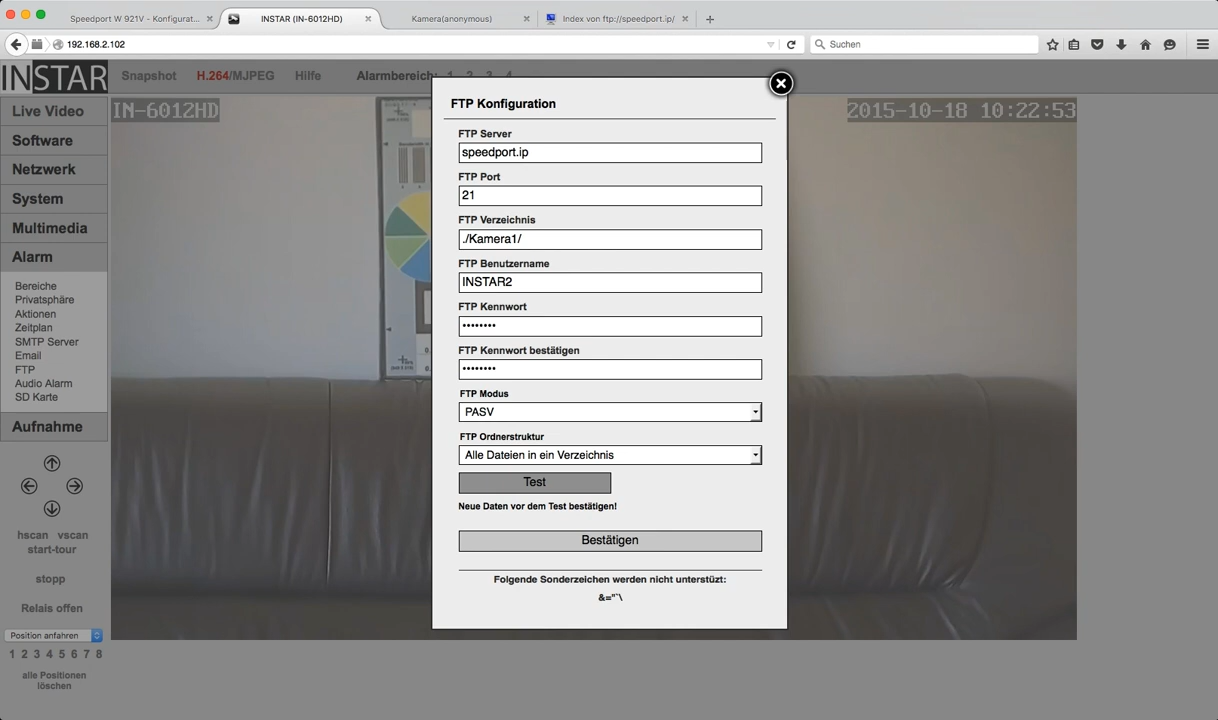 Speedport W 921V - Konfigurat...
INSTAR (IN-6012HD)
Kamera(anonymous)
Index von ftp://speedport.ip/
192.168.2.102
Suchen
INSTAR
Snapshot
H.264/MJPEG
Hilfe
Alarmbereich: 1 2 3 4
Live Video
Software
Netzwerk
System
Multimedia
Alarm
Bereiche
Privatsphäre
Aktionen
Zeitplan
SMTP Server
Email
FTP
Audio Alarm
SD Karte
Aufnahme
hscan vscan
start-tour
stopp
Relais offen
Position anfahren
1 2 3 4 5 6 7 8
alle Positionen
löschen
IN-6012HD
2015-10-18 10:22:53
FTP Konfiguration
FTP Server
speedport.ip
FTP Port
21
FTP Verzeichnis
./Kamera1/
FTP Benutzername
INSTAR2
FTP Kennwort
••••••••
FTP Kennwort bestätigen
••••••••
FTP Modus
PASV
FTP Ordnerstruktur
Alle Dateien in ein Verzeichnis
Test
Neue Daten vor dem Test bestätigen!
Bestätigen
Folgende Sonderzeichen werden nicht unterstüzt:
&="`\